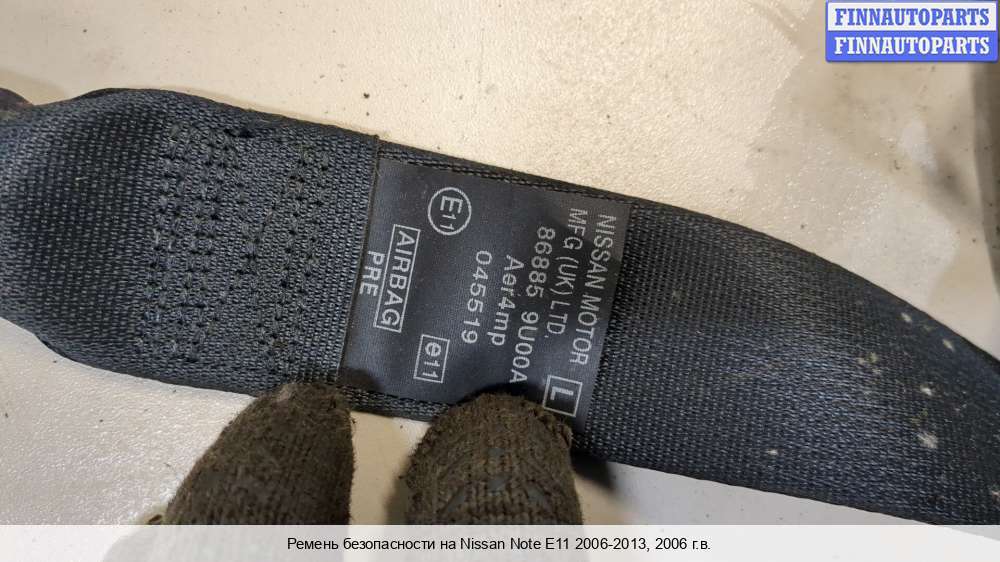 FINNAUTOPARTS
FINNAUTOPARTS
NISSAN MOTOR
MFG (UK) LTD.
86885 9U00A
Aer4mp
045519
L
E11
AIRBAG
PRE
e11
Ремень безопасности на Nissan Note E11 2006-2013, 2006 г.в.